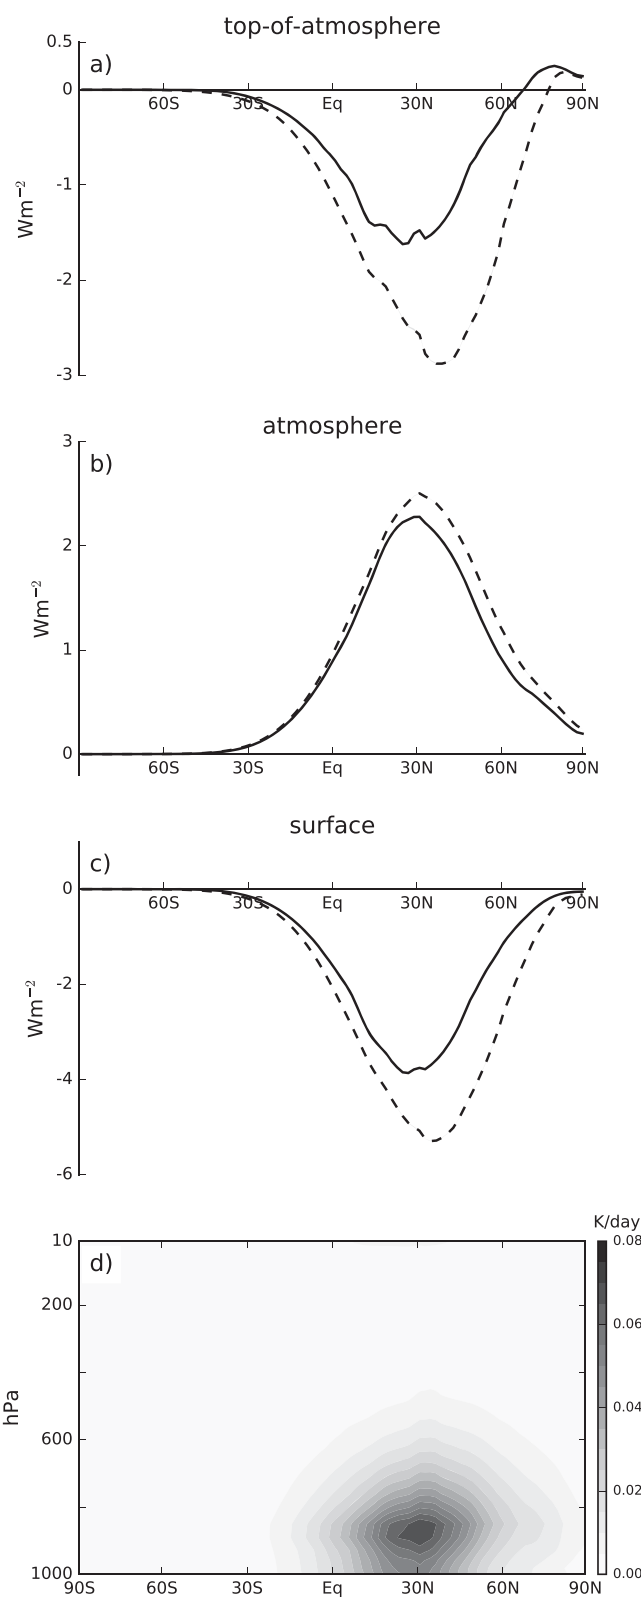 top-of-atmosphere
0.5
a)
0
60S 30S Eq 30N 60N 90N
-1
Wm−2
-2
-3
atmosphere
3
b)
2
Wm−2
1
0
60S 30S Eq 30N 60N 90N
surface
c)
0
60S 30S Eq 30N 60N 90N
-2
Wm−2
-4
-6
K/day
10
d)
0.08
200
0.06
hPa
0.04
600
0.02
1000
0.00
90S 60S 30S Eq 30N 60N 90N